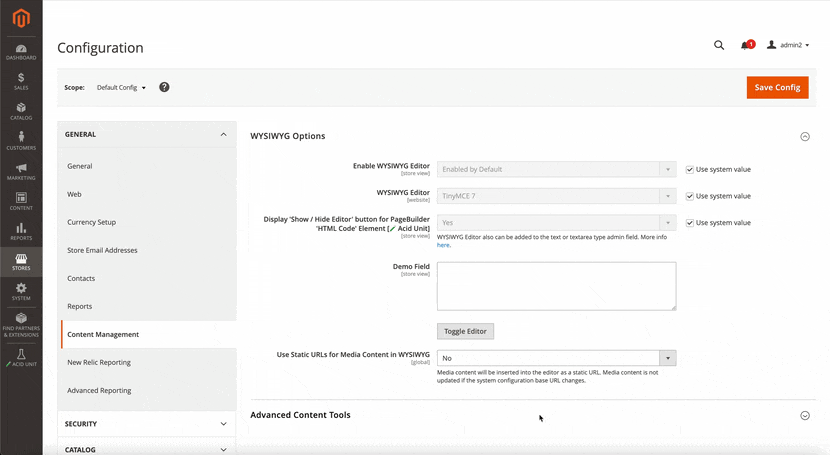 Configuration
1
admin2
DASHBOARD
SALES
CATALOG
CUSTOMERS
MARKETING
CONTENT
REPORTS
STORES
SYSTEM
FIND PARTNERS
& EXTENSIONS
ACID UNIT
Scope:
Default Config
?
Save Config
GENERAL
General
Web
Currency Setup
Store Email Addresses
Contacts
Reports
Content Management
New Relic Reporting
Advanced Reporting
SECURITY
CATALOG
WYSIWYG Options
Enable WYSIWYG Editor
[store view]
Enabled by Default
Use system value
WYSIWYG Editor
[website]
TinyMCE 7
Use system value
Display 'Show / Hide Editor' button for PageBuilder
'HTML Code' Element [ Acid Unit]
[store view]
Yes
Use system value
WYSIWYG Editor also can be added to the text or textarea type admin field. More info
here.
Demo Field
[store view]
Toggle Editor
Use Static URLs for Media Content in WYSIWYG
[global]
No
Media content will be inserted into the editor as a static URL. Media content is not
updated if the system configuration base URL changes.
Advanced Content Tools